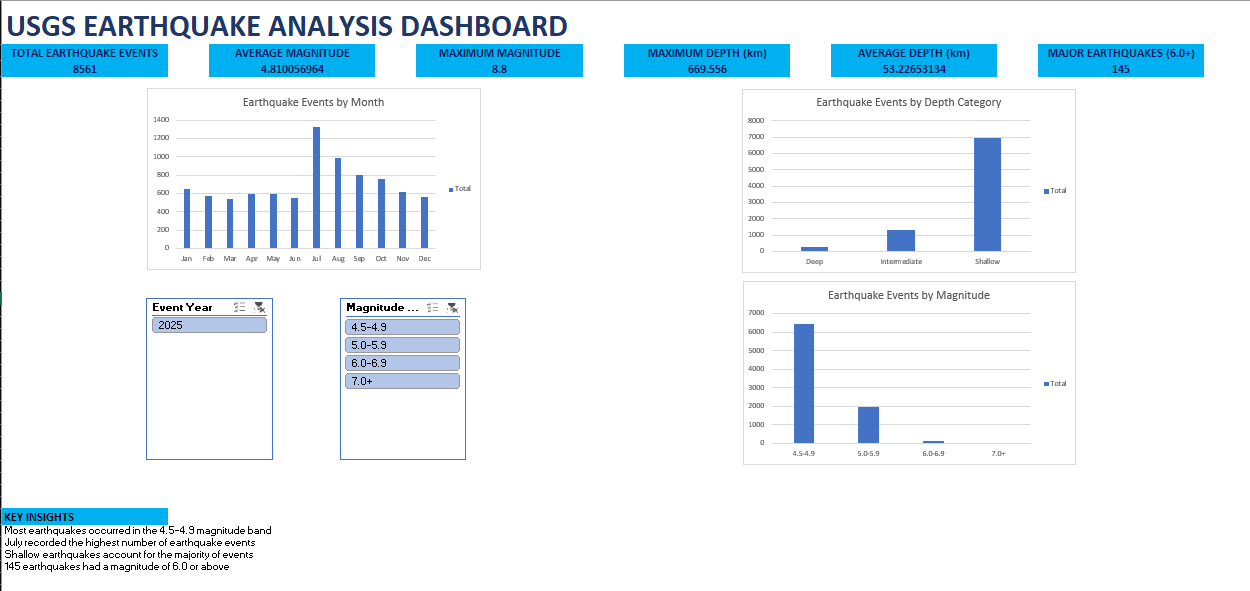 USGS EARTHQUAKE ANALYSIS DASHBOARD
TOTAL EARTHQUAKE EVENTS
8561
AVERAGE MAGNITUDE
4.810056964
MAXIMUM MAGNITUDE
8.8
MAXIMUM DEPTH (km)
669.556
AVERAGE DEPTH (km)
53.22653134
MAJOR EARTHQUAKES (6.0+)
145
Earthquake Events by Month
1400
1200
1000
800
600
400
200
0
Jan Feb Mar Apr May Jun Jul Aug Sep Oct Nov Dec
Total
Earthquake Events by Depth Category
8000
7000
6000
5000
4000
3000
2000
1000
0
Deep Intermediate Shallow
Total
Event Year
2025
Magnitude ...
4.5-4.9
5.0-5.9
6.0-6.9
7.0+
Earthquake Events by Magnitude
7000
6000
5000
4000
3000
2000
1000
0
4.5-4.9 5.0-5.9 6.0-6.9 7.0+
Total
KEY INSIGHTS
Most earthquakes occurred in the 4.5-4.9 magnitude band
July recorded the highest number of earthquake events
Shallow earthquakes account for the majority of events
145 earthquakes had a magnitude of 6.0 or above